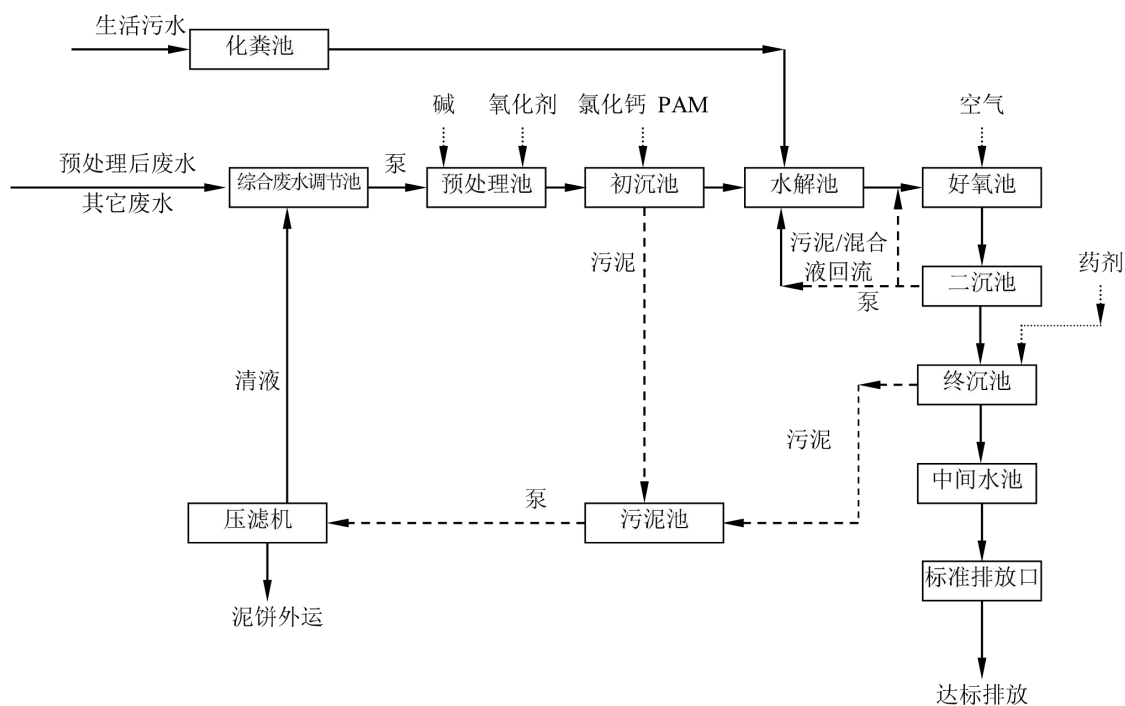 生活污水
化粪池
碱
氧化剂
氯化钙 PAM
空气
预处理后废水
其它废水
综合废水调节池
泵
预处理池
初沉池
水解池
好氧池
污泥/混合
液回流
泵
污泥
二沉池
药剂
清液
终沉池
污泥
中间水池
压滤机
泵
污泥池
标准排放口
泥饼外运
达标排放